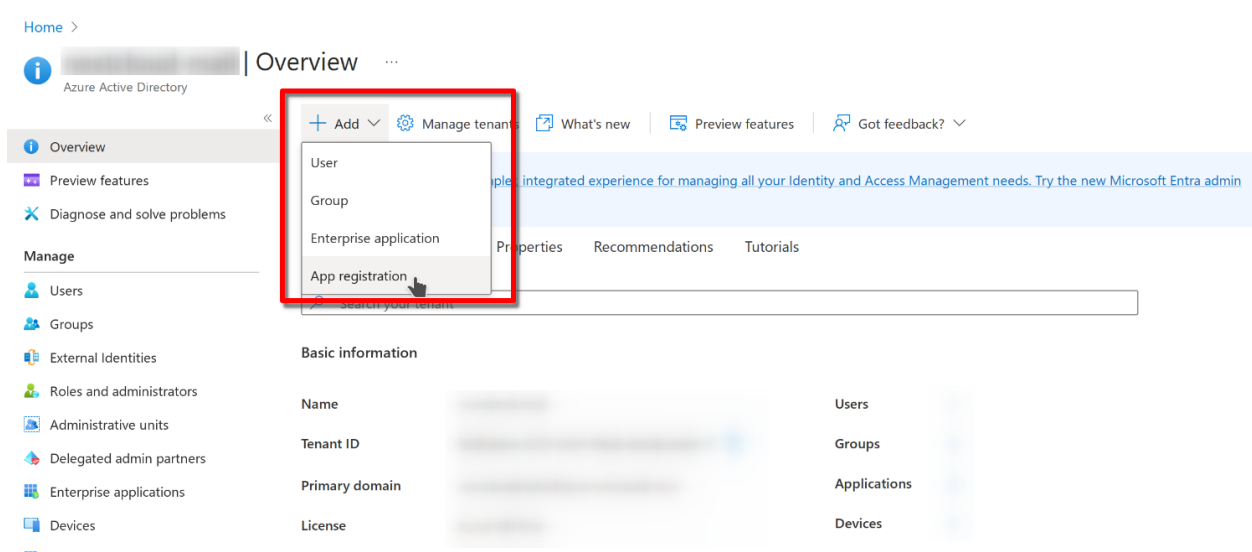 Home >
| Overview ...
Azure Active Directory
«
+ Add Manage tenants What's new Preview features Got feedback?
Overview
Preview features
Diagnose and solve problems
Manage
Users
Groups
External Identities
Roles and administrators
Administrative units
Delegated admin partners
Enterprise applications
Devices
User
Group
Enterprise application
App registration
integrated experience for managing all your Identity and Access Management needs. Try the new Microsoft Entra admin
Properties Recommendations Tutorials
Search your tenant
Basic information
Name Users
Tenant ID Groups
Primary domain Applications
License Devices